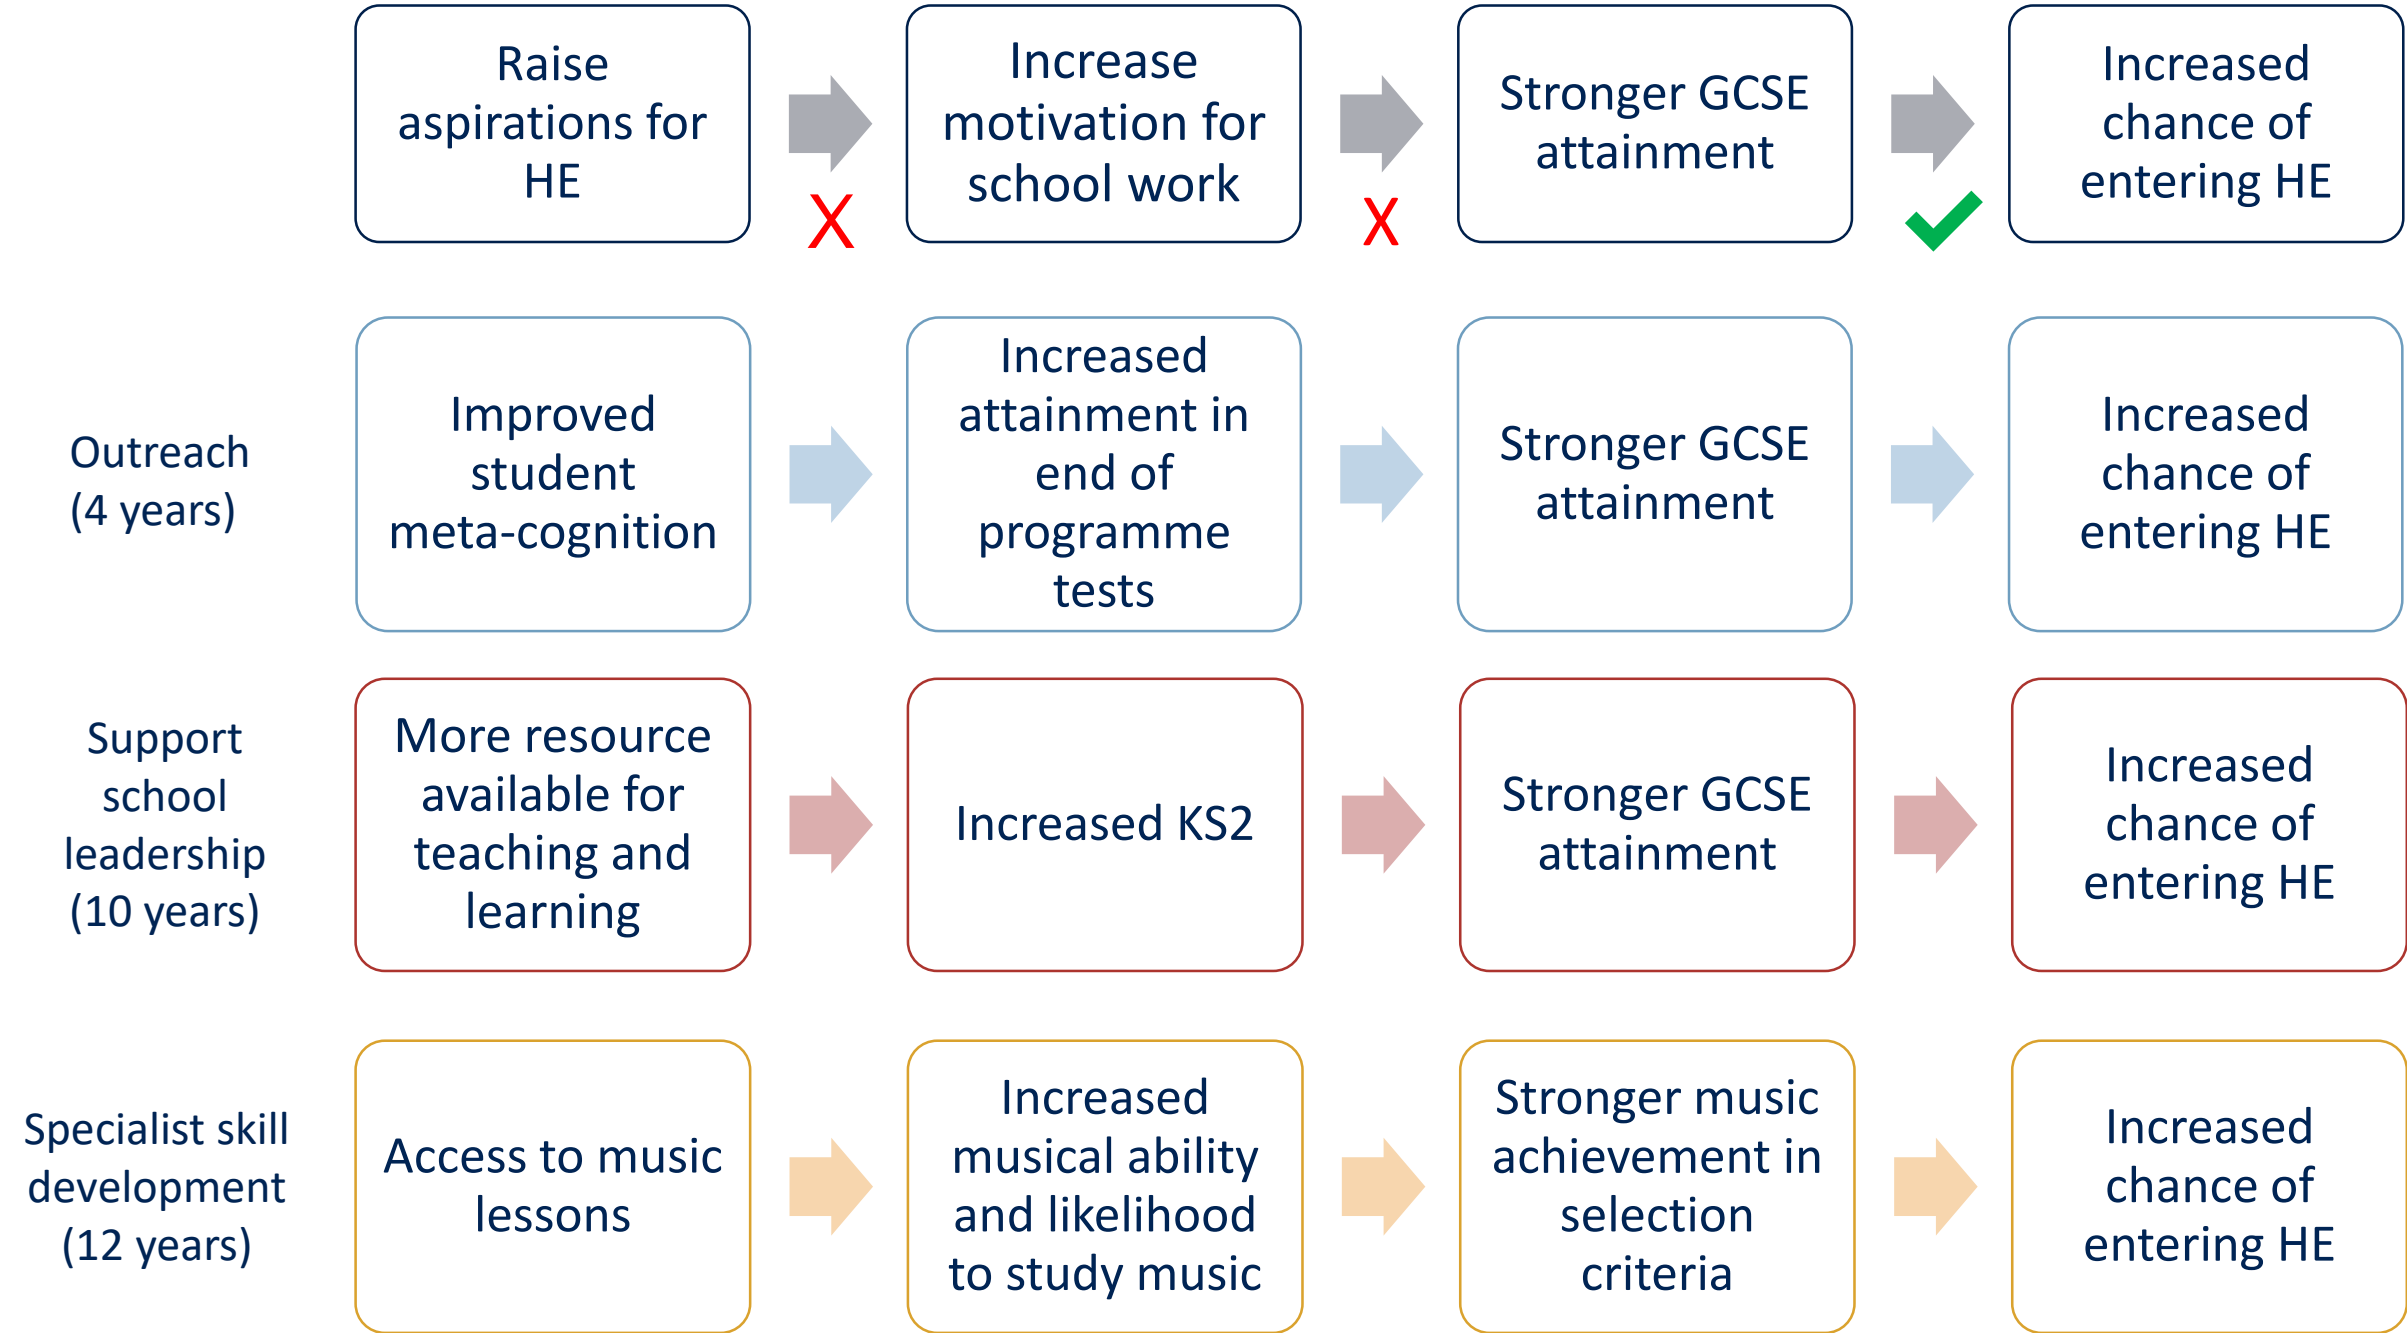 Raise
aspirations for
HE
X
Increase
motivation for
school work
X
Stronger GCSE
attainment
Increased
chance of
entering HE
Outreach
(4 years)
Improved
student
meta-cognition
Increased
attainment in
end of
programme
tests
Stronger GCSE
attainment
Increased
chance of
entering HE
Support
school
leadership
(10 years)
More resource
available for
teaching and
learning
Increased KS2
Stronger GCSE
attainment
Increased
chance of
entering HE
Specialist skill
development
(12 years)
Access to music
lessons
Increased
musical ability
and likelihood
to study music
Stronger music
achievement in
selection
criteria
Increased
chance of
entering HE